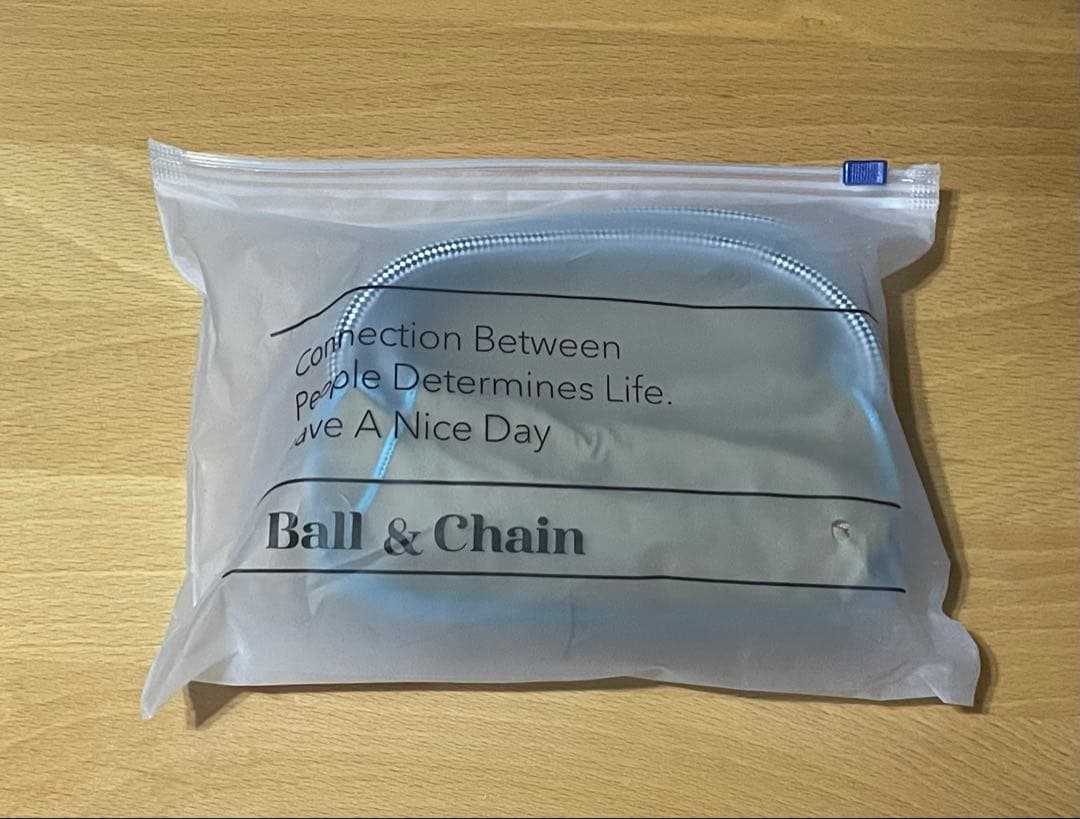 Connection Between
People Determines Life.
ave A Nice Day
Ball & Chain